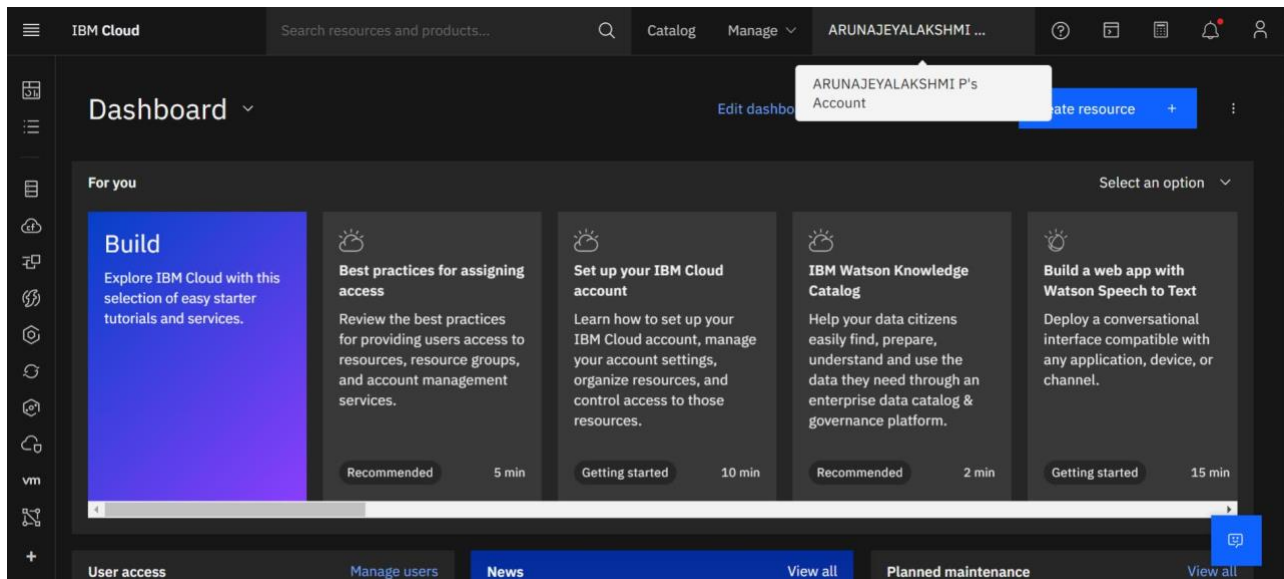 IBM Cloud
Search resources and products...
Catalog
Manage
ARUNAJEYALAKSHMI ...
ARUNAJEYALAKSHMI P's
Account
Dashboard
Edit dashbo
eate resource +
For you
Select an option
Build
Explore IBM Cloud with this
selection of easy starter
tutorials and services.
Best practices for assigning
access
Review the best practices
for providing users access to
resources, resource groups,
and account management
services.
Recommended
5 min
Set up your IBM Cloud
account
Learn how to set up your
IBM Cloud account, manage
your account settings,
organize resources, and
control access to those
resources.
Getting started
10 min
IBM Watson Knowledge
Catalog
Help your data citizens
easily find, prepare,
understand and use the
data they need through an
enterprise data catalog &
governance platform.
Recommended
2 min
Build a web app with
Watson Speech to Text
Deploy a conversational
interface compatible with
any application, device, or
channel.
Getting started
15 min
cf
vm
User access
Manage users
News
View all
Planned maintenance
View all